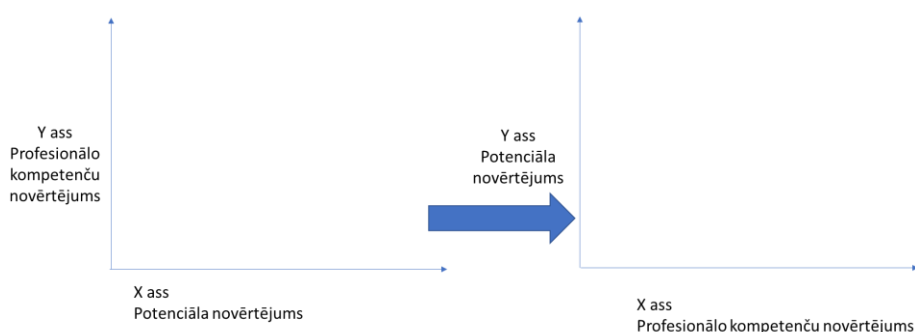 Y ass
Profesionālo
kompetenču
novērtējums
X ass
Potenciāla novērtējums
Y ass
Potenciāla
novērtējums
X ass
Profesionālo kompetenču novērtējums